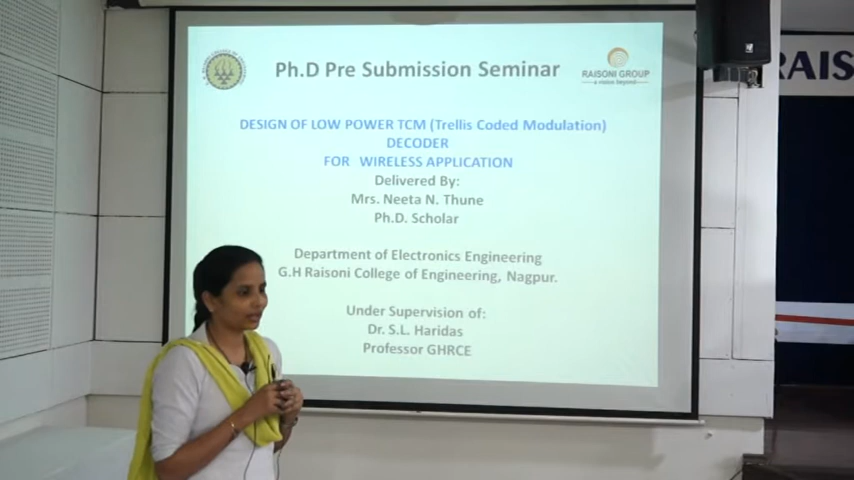 Ph.D Pre Submission Seminar
RAISONI GROUP
a vision beyond
DESIGN OF LOW POWER TCM (Trellis Coded Modulation)
DECODER
FOR WIRELESS APPLICATION
Delivered By:
Mrs. Neeta N. Thune
Ph.D. Scholar
Department of Electronics Engineering
G.H Raisoni College of Engineering, Nagpur.
Under Supervision of:
Dr. S.L. Haridas
Professor GHRCE
RAIS